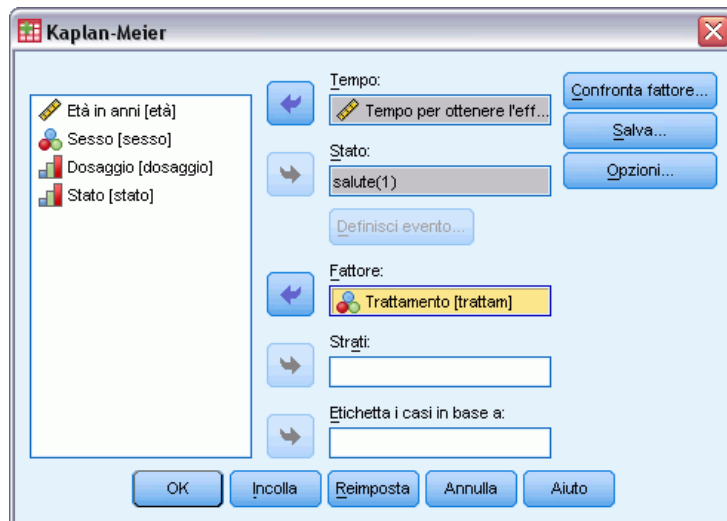 Kaplan-Meier
Età in anni [età]
Sesso [sesso]
Dosaggio [dosaggio]
Stato [stato]
Tempo:
Tempo per ottenere l'eff...
Stato:
salute(1)
Definisci evento...
Fattore:
Trattamento [trattam]
Strati:
Etichetta i casi in base a:
Confronta fattore...
Salva...
Opzioni...
OK
Incolla
Reimposta
Annulla
Aiuto